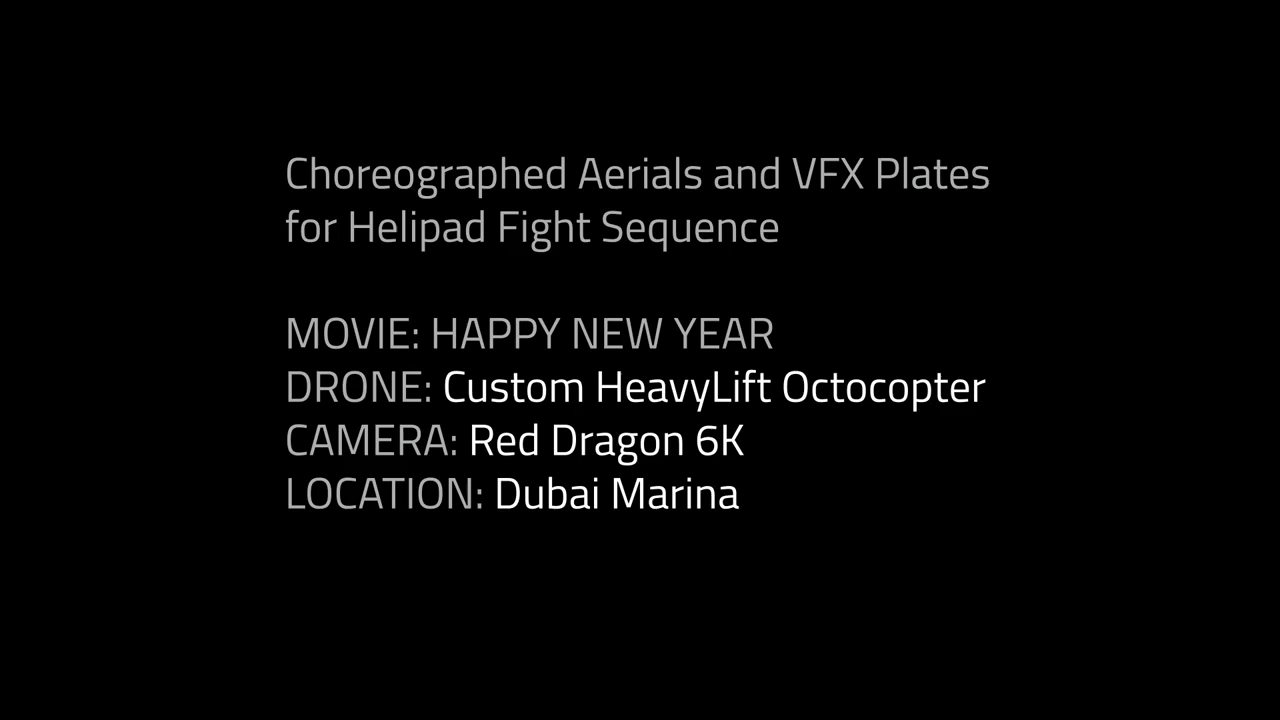 Choreographed Aerials and VFX Plates
for Helipad Fight Sequence
MOVIE: HAPPY NEW YEAR
DRONE: Custom HeavyLift Octocopter
CAMERA: Red Dragon 6K
LOCATION: Dubai Marina